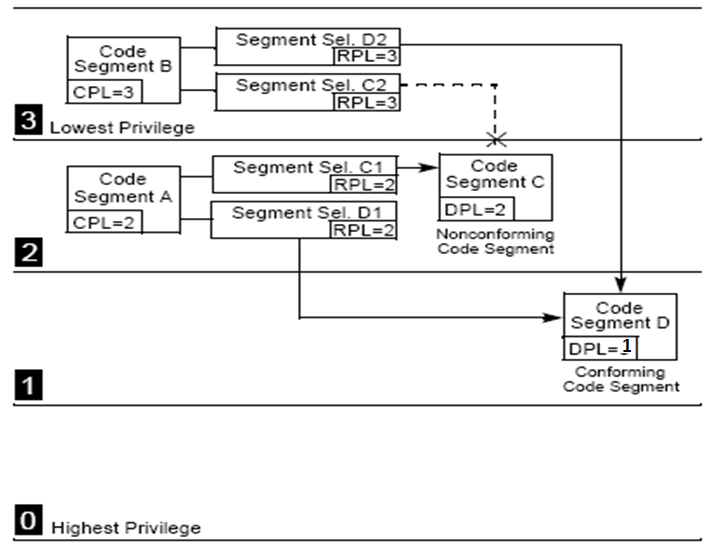 Code
Segment B
CPL=3
Segment Sel. D2
RPL=3
Segment Sel. C2
RPL=3
3 Lowest Privilege
Code
Segment A
CPL=2
Segment Sel. C1
RPL=2
Segment Sel. D1
RPL=2
Code
Segment C
DPL=2
Nonconforming
Code Segment
2
Code
Segment D
DPL=1
Conforming
Code Segment
1
0 Highest Privilege